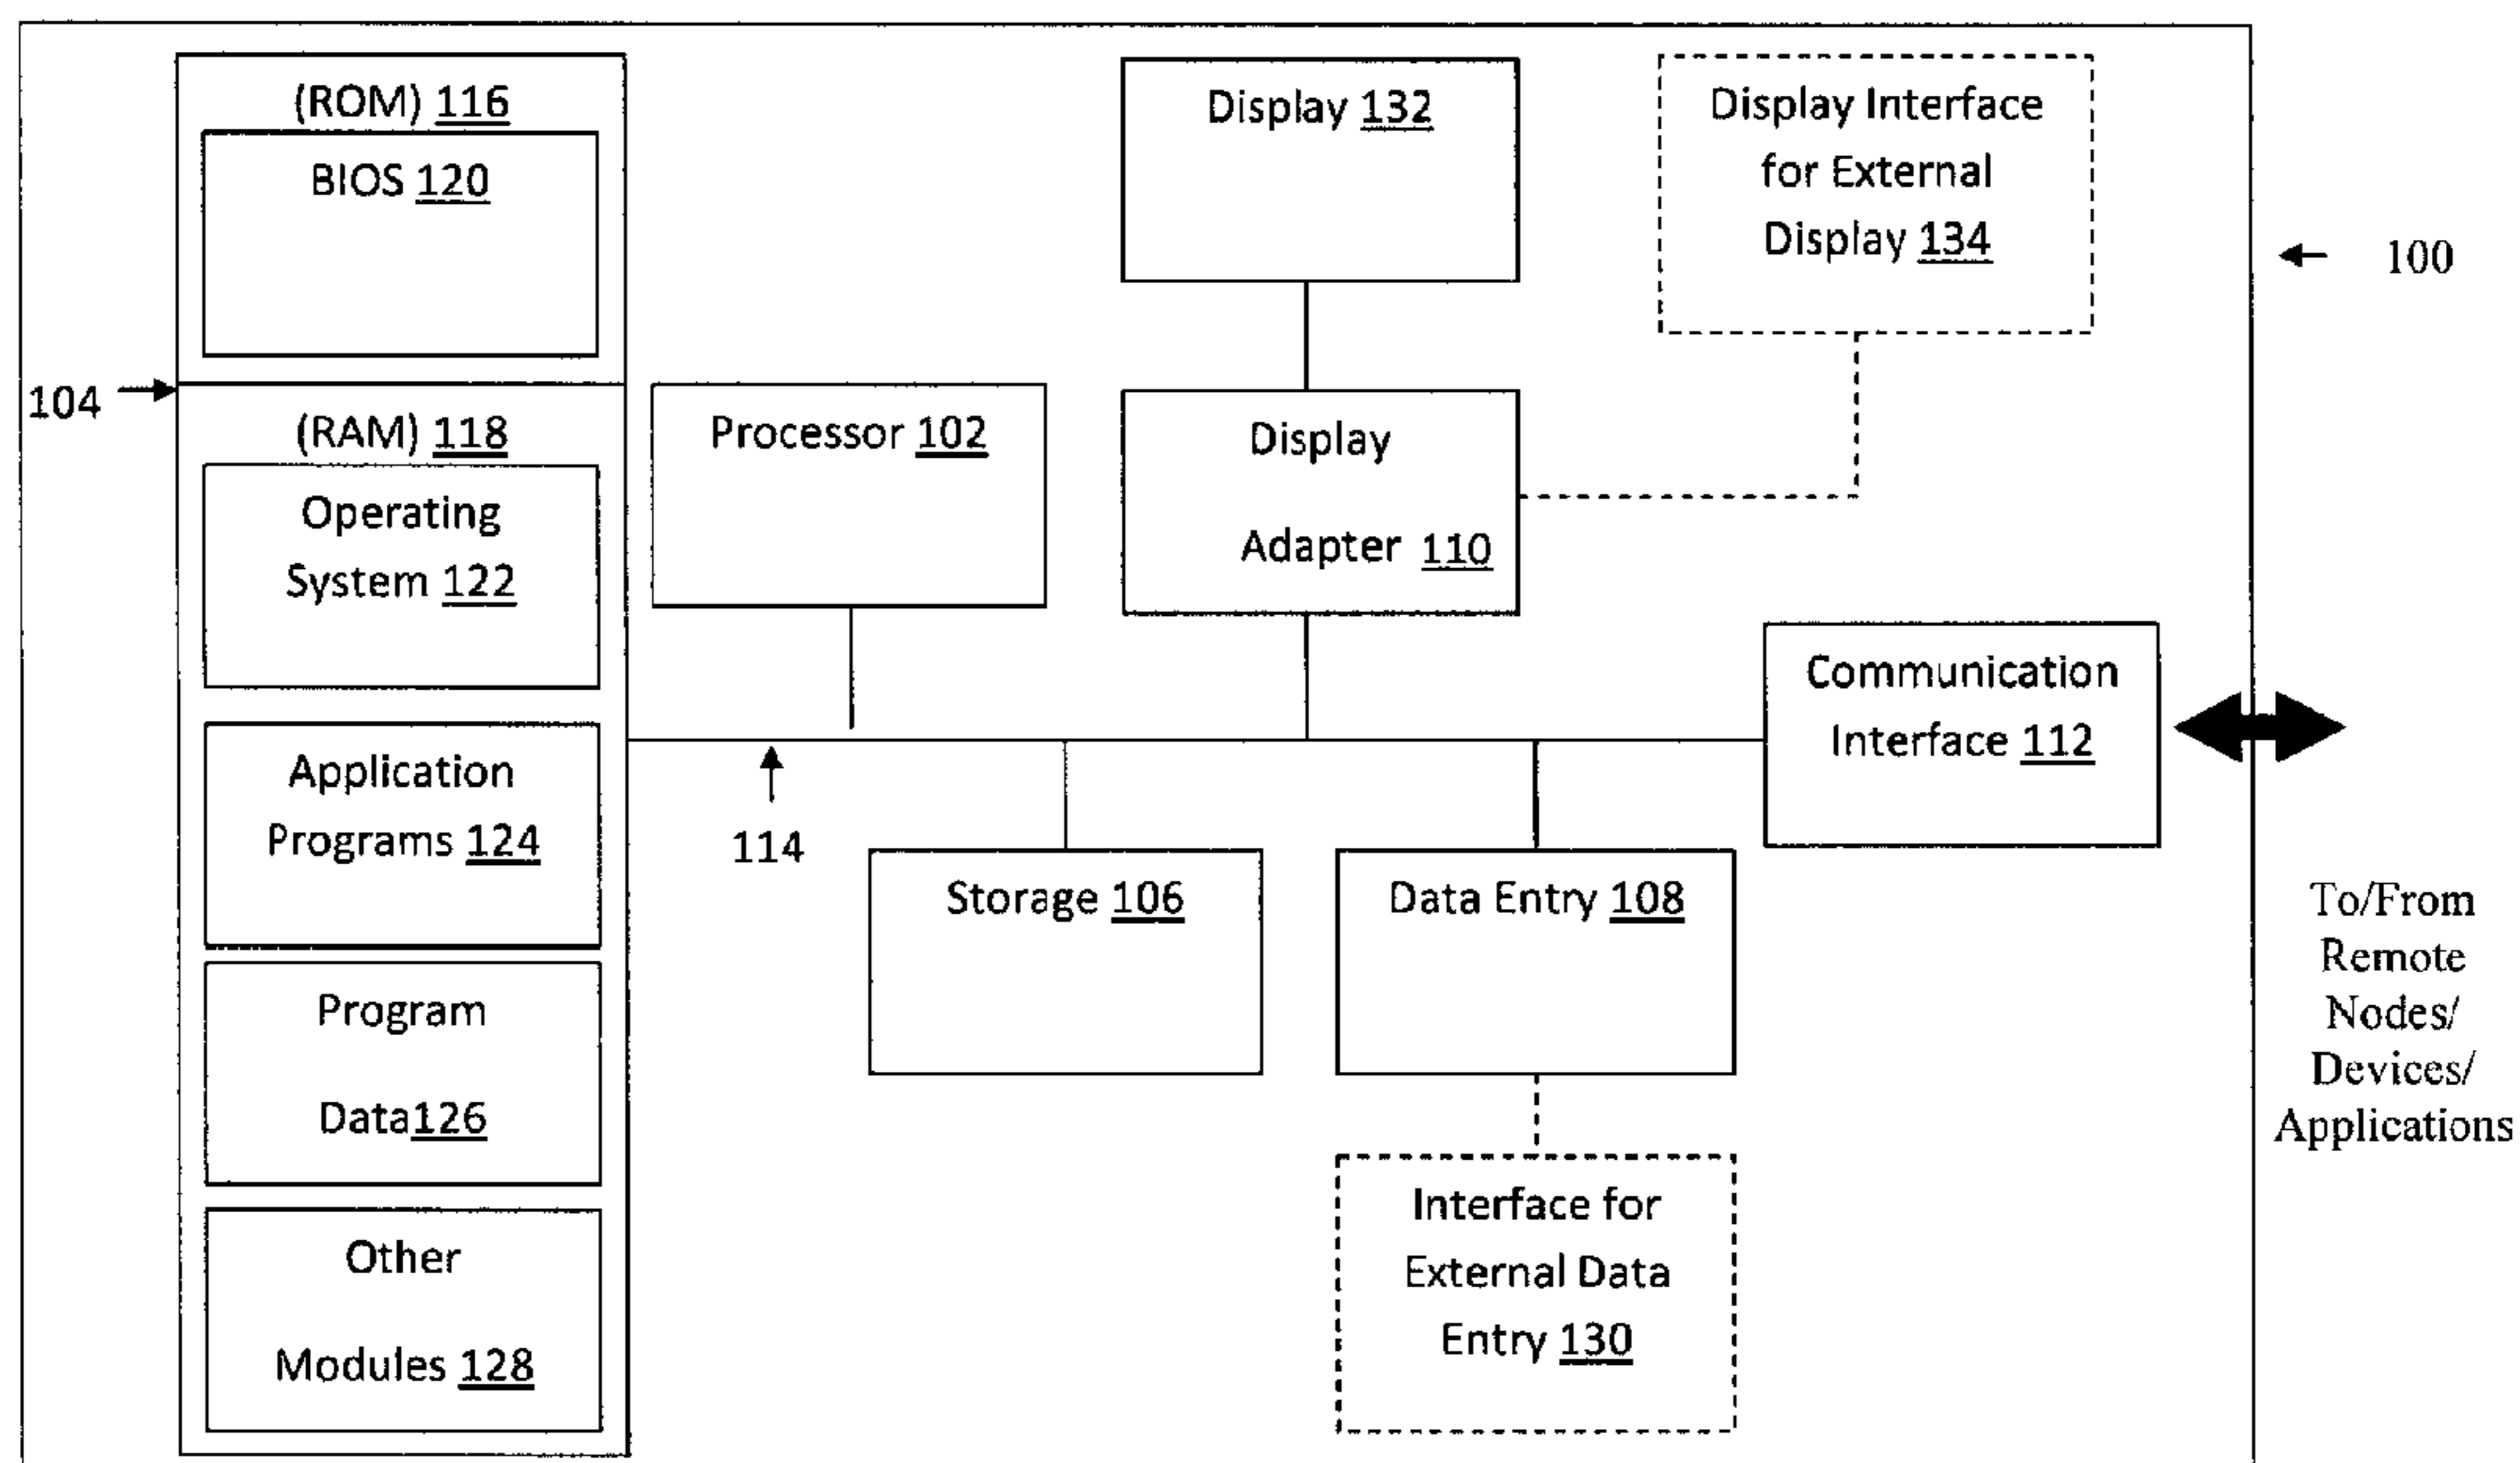 (ROM) 116
BIOS 120
104
(RAM) 118
Operating
System 122
Application
Programs 124
Program
Data126
Other
Modules 128
Processor 102
Display 132
Display Interface
for External
Display 134
100
Display
Adapter 110
Communication
Interface 112
114
Storage 106
Data Entry 108
Interface for
External Data
Entry 130
To/From
Remote
Nodes/
Devices/
Applications